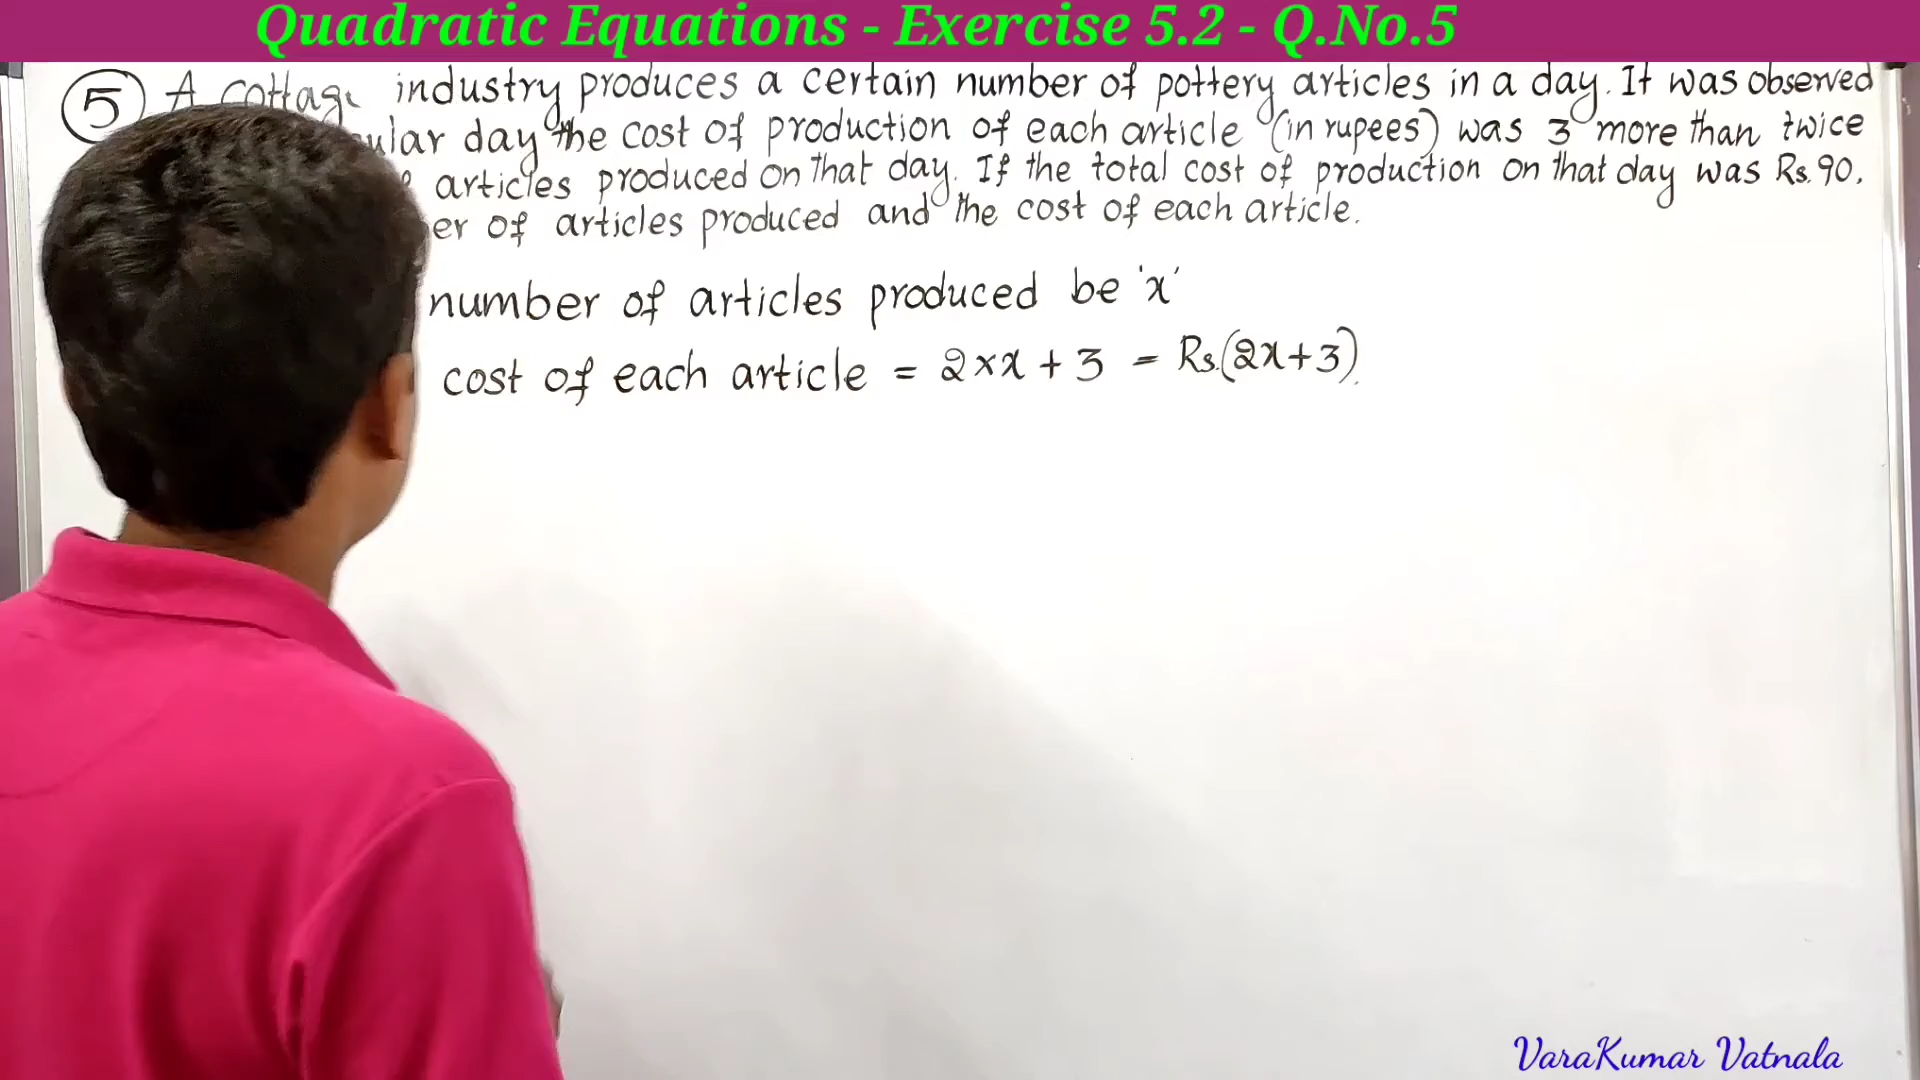 Quadratic Equations - Exercise 5.2 - Q.No.5
5 A cottage industry produces a certain number of pottery articles in a day. It was observed
day the cost of production of each article (in rupees) was 3 more than twice
articles produced on that day. If the total cost of production on that day was Rs.90.
of articles produced and the cost of each article.
number of articles produced be 'x'
cost of each article = 2×x + 3 = Rs.(2x+3).
VaraKumar Vatnala